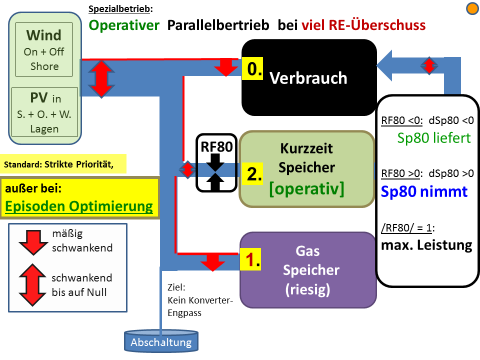 Spezialbetrieb:
Operativer Parallelbertrieb bei viel RE-Überschuss
Wind
On + Off
Shore
PV in
S. + O. + W.
Lagen
0.
Verbrauch
Standard: Strikte Priorität,
außer bei:
Episoden Optimierung
RF80
2.
Kurzzeit
Speicher
[operativ]
RF80 <0: dSp80 <0
Sp80 liefert
RF80 >0: dSp80 >0
Sp80 nimmt
/RF80/ = 1:
max. Leistung
mäßig
schwankend
schwankend
bis auf Null
1.
Gas
Speicher
(riesig)
Ziel:
Kein Konverter-
Engpass
Abschaltung